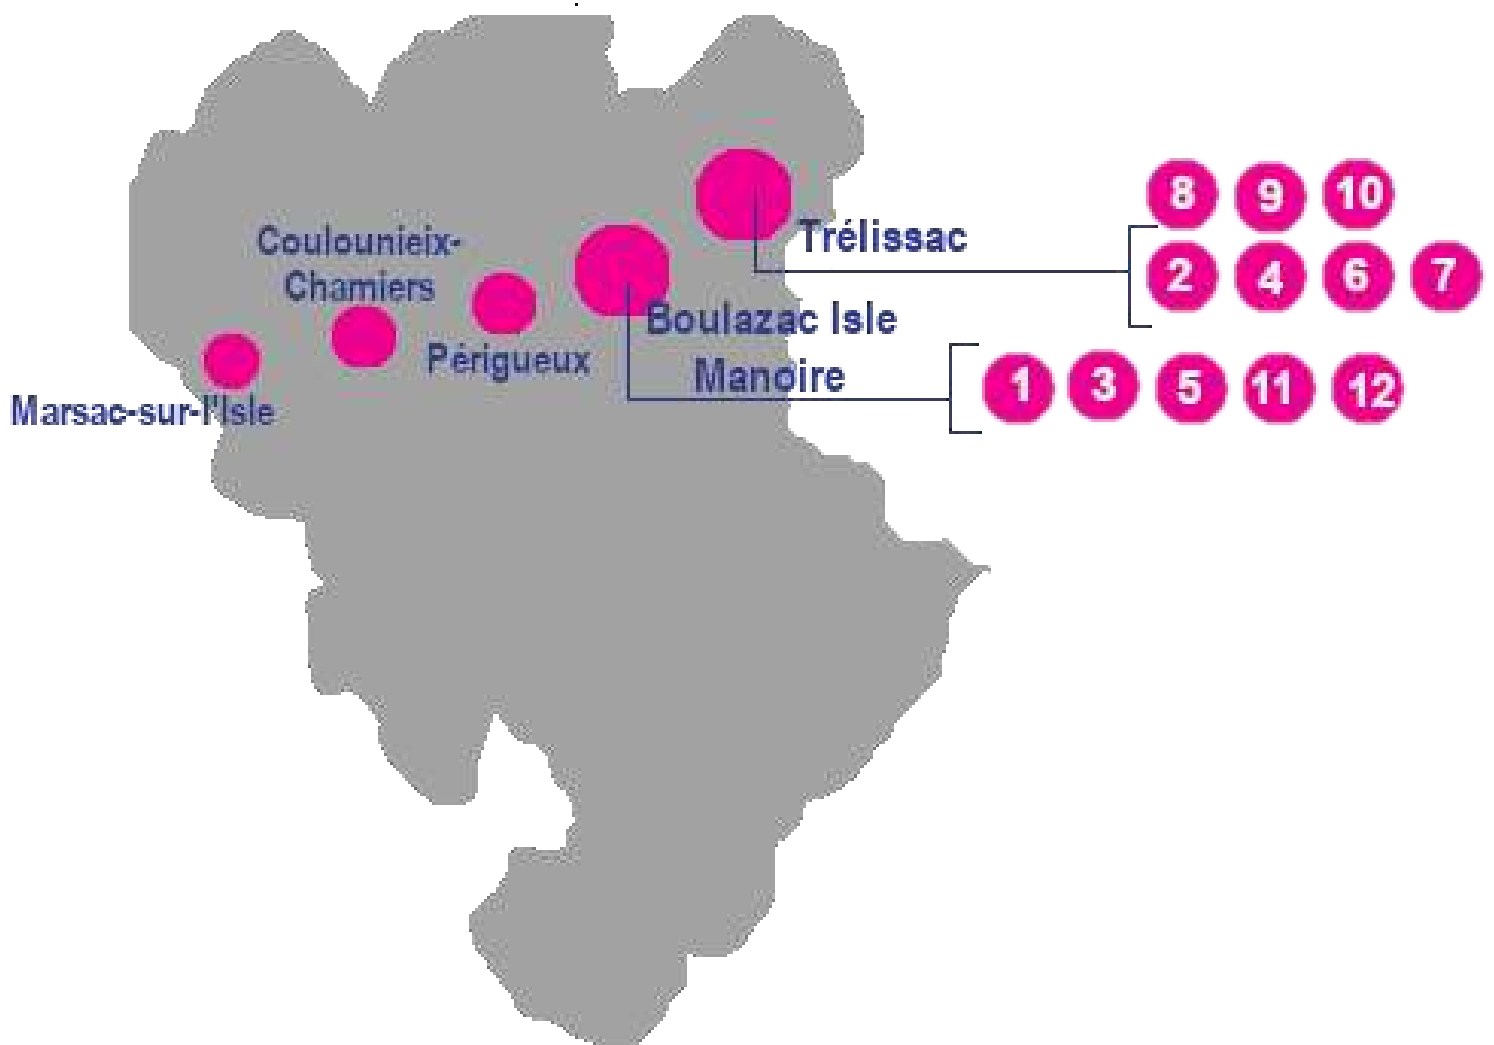 8 9 10
Trélissac
Coulounieix-
Chamiers
2 4 6 7
Boulazac Isle
Manoire
Périgueux
1 3 5 11 12
Marsac-sur-l'Isle